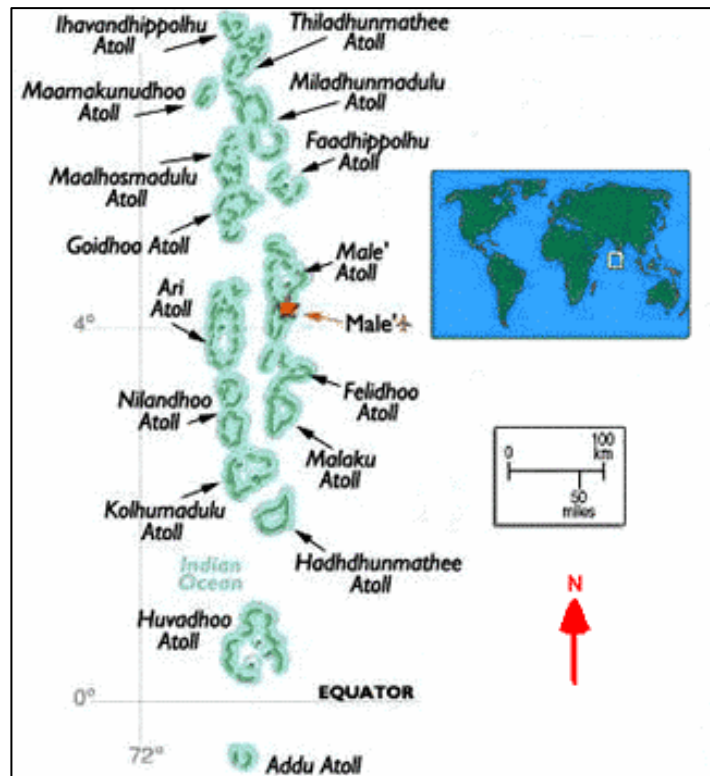 Ihavandhippolhu
Atoll
Thiladhunmathee
Atoll
Maamakunudhoo
Atoll
Miladhunmadulu
Atoll
Faadhippolhu
Atoll
Maalhosmadulu
Atoll
Goidhoo Atoll
Male'
Atoll
Ari
Atoll
4°
Male'
Nilandhoo
Atoll
Felidhoo
Atoll
Malaku
Atoll
0
100
km
50
miles
Kolhumadulu
Atoll
Hadhdhunmathee
Atoll
Indian
Ocean
N
Huvadhoo
Atoll
EQUATOR
0°
72°
Addu Atoll